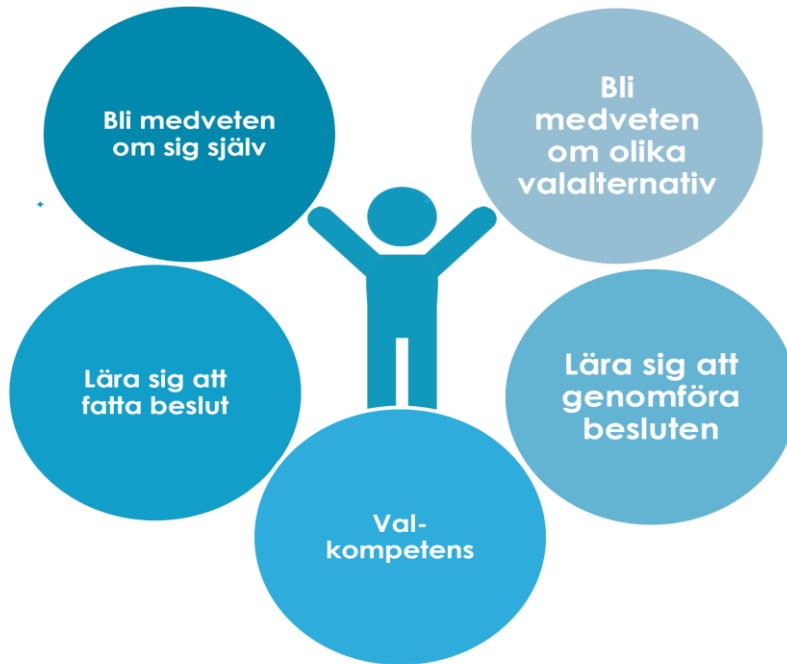 Bli medveten
om sig själv
Bli
medveten
om olika
valalternativ
Lära sig att
fatta beslut
Lära sig att
genomföra
besluten
Val-
kompetens